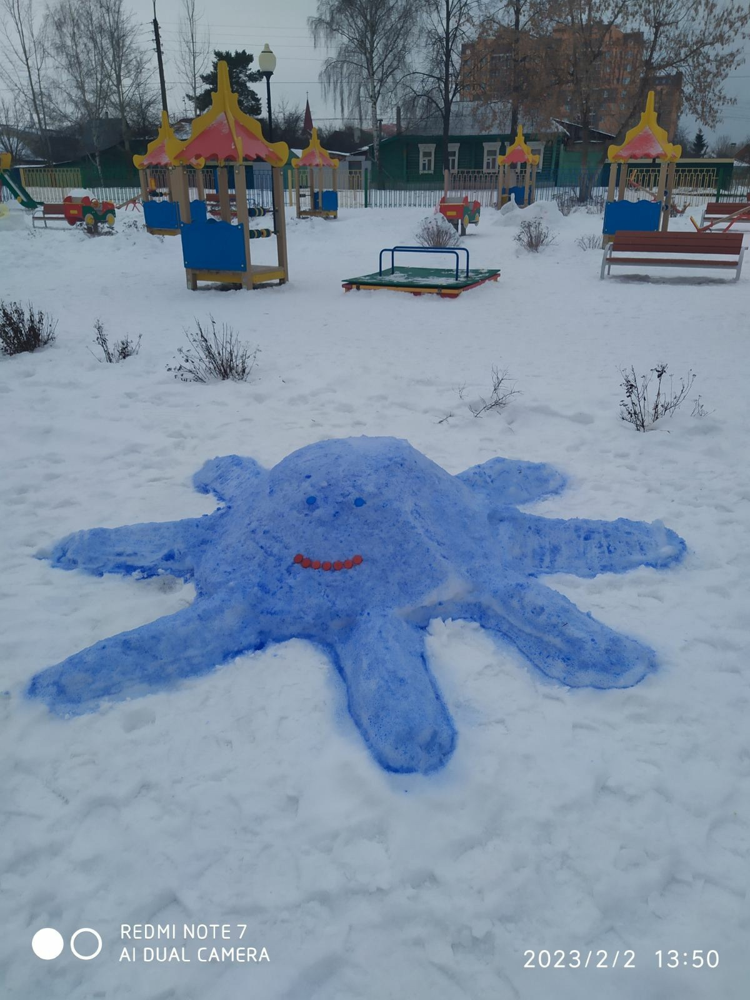 REDMI NOTE 7
AI DUAL CAMERA
2023/2/2 13:50